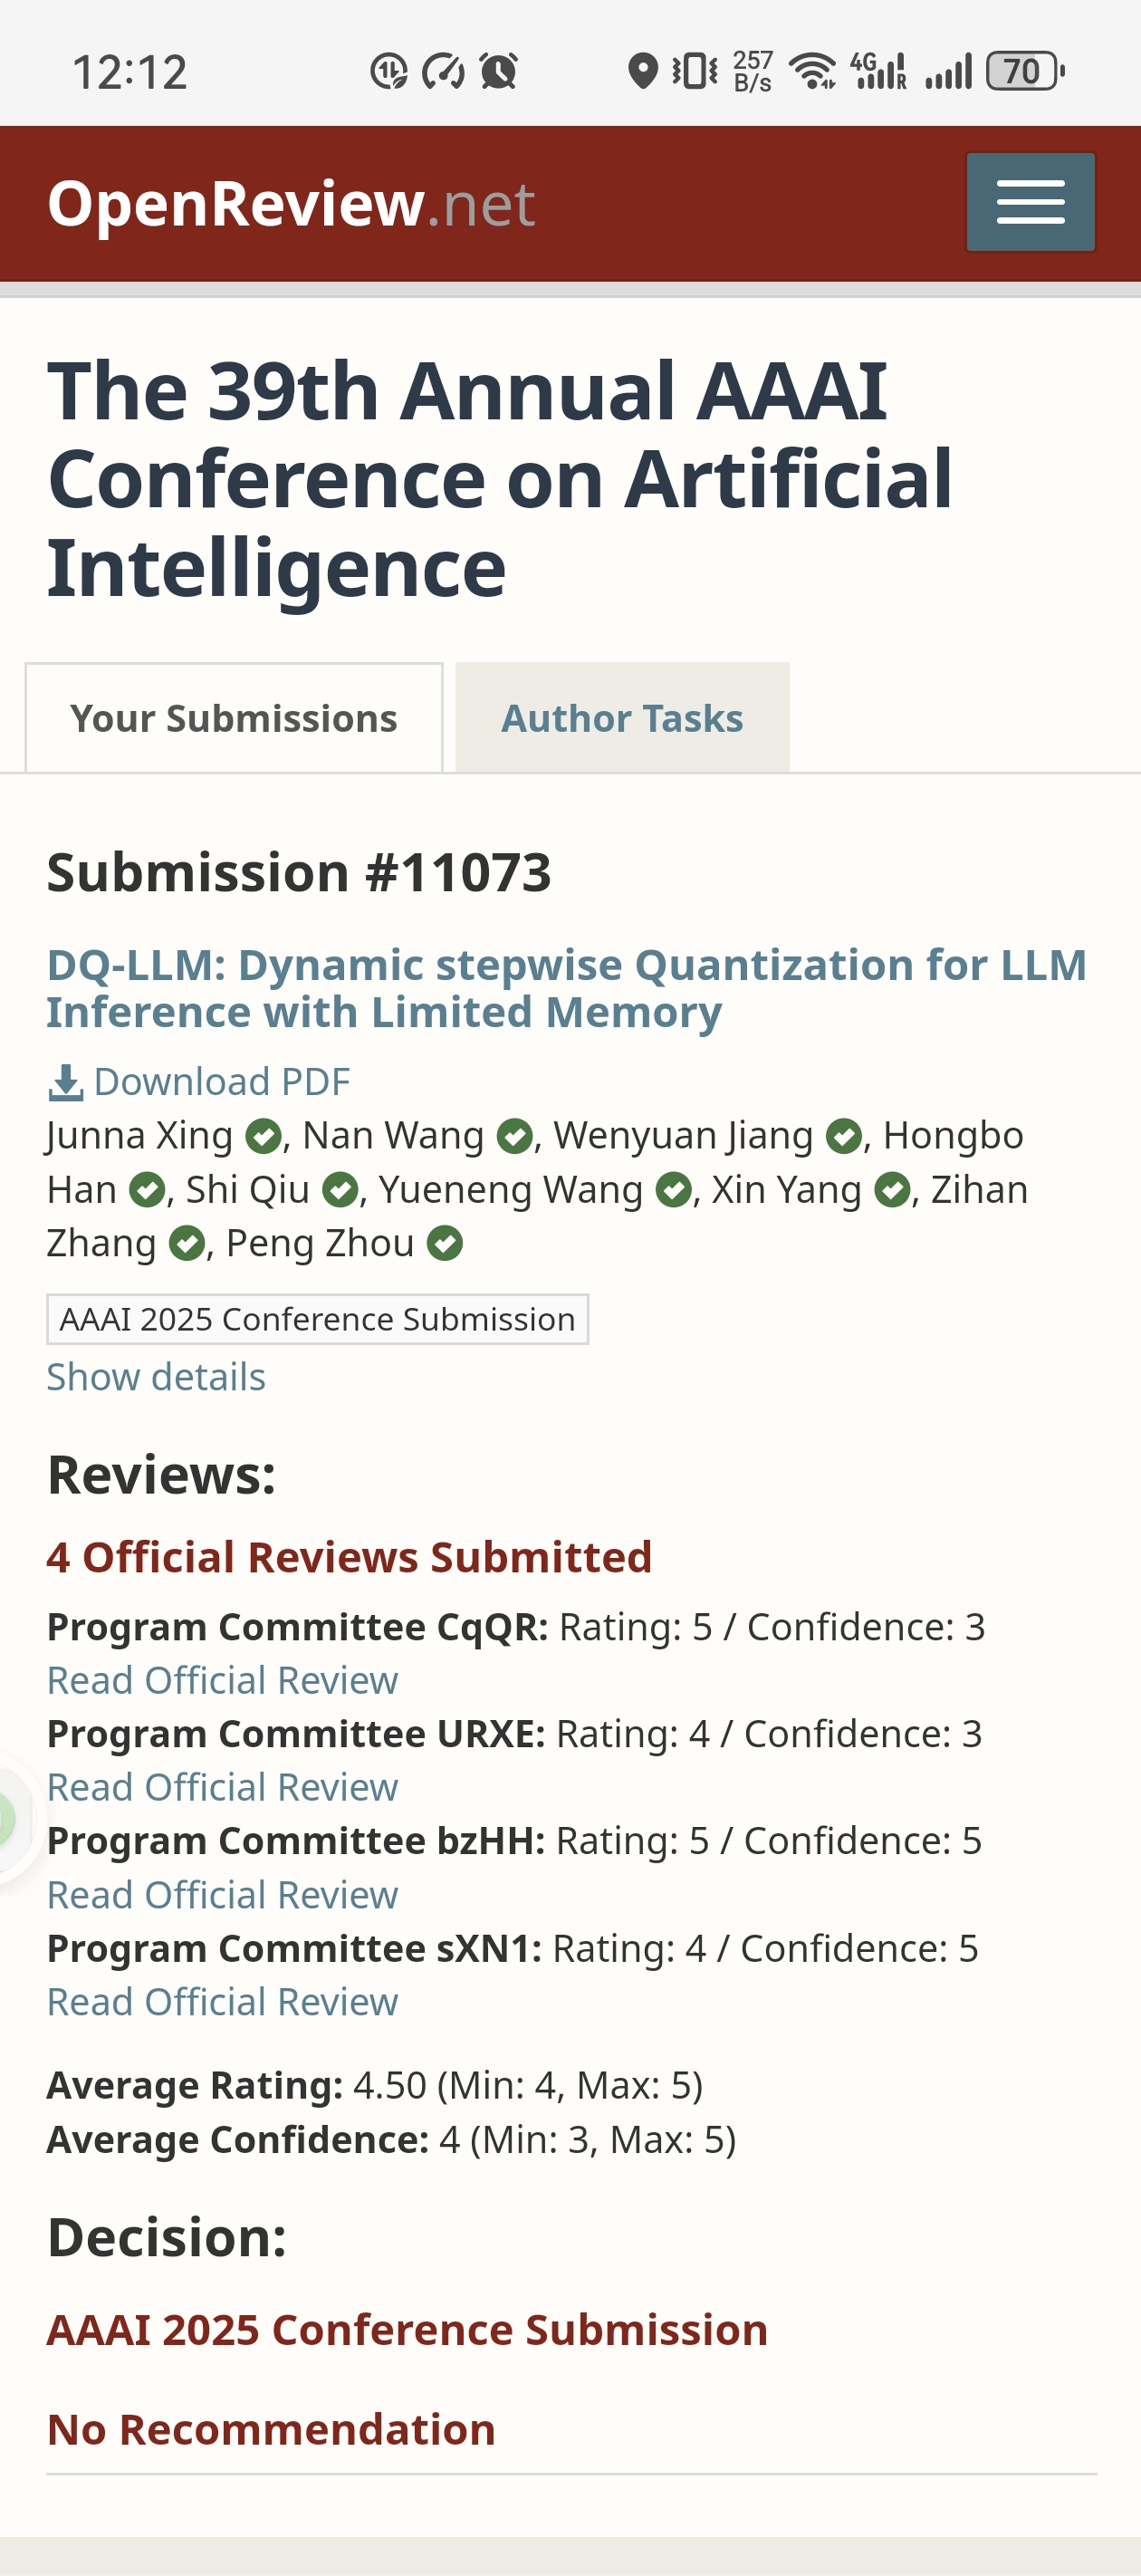 12:12 257 B/s 4G R 70
OpenReview.net
The 39th Annual AAAI
Conference on Artificial
Intelligence
Your Submissions Author Tasks
Submission #11073
DQ-LLM: Dynamic stepwise Quantization for LLM
Inference with Limited Memory
Download PDF
Junna Xing , Nan Wang , Wenyuan Jiang , Hongbo
Han , Shi Qiu , Yueneng Wang , Xin Yang , Zihan
Zhang , Peng Zhou
AAAI 2025 Conference Submission
Show details
Reviews:
4 Official Reviews Submitted
Program Committee CqQR: Rating: 5 / Confidence: 3
Read Official Review
Program Committee URXE: Rating: 4 / Confidence: 3
Read Official Review
Program Committee bzHH: Rating: 5 / Confidence: 5
Read Official Review
Program Committee sXN1: Rating: 4 / Confidence: 5
Read Official Review
Average Rating: 4.50 (Min: 4, Max: 5)
Average Confidence: 4 (Min: 3, Max: 5)
Decision:
AAAI 2025 Conference Submission
No Recommendation